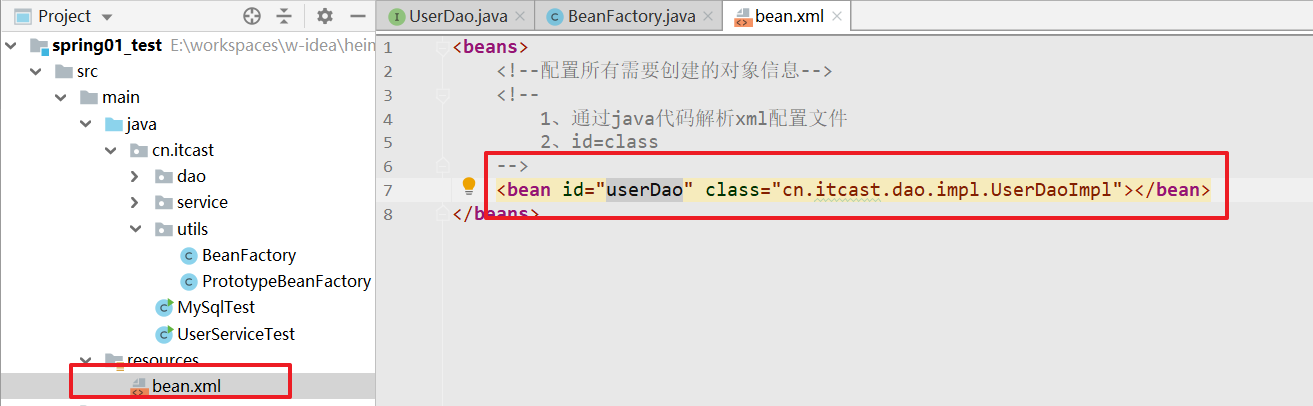 Project
spring01_test E:\workspaces\w-idea\heim
src
main
java
cn.itcast
dao
service
utils
BeanFactory
PrototypeBeanFactory
MySqlTest
UserServiceTest
resources
bean.xml
UserDao.java
BeanFactory.java
bean.xml
1 <beans>
2 <!--配置所有需要创建的对象信息-->
3 <!--
4 1、通过java代码解析xml配置文件
5 2、id=class
6 -->
7 <bean id="userDao" class="cn.itcast.dao.impl.UserDaoImpl"></bean>
8 </beans>